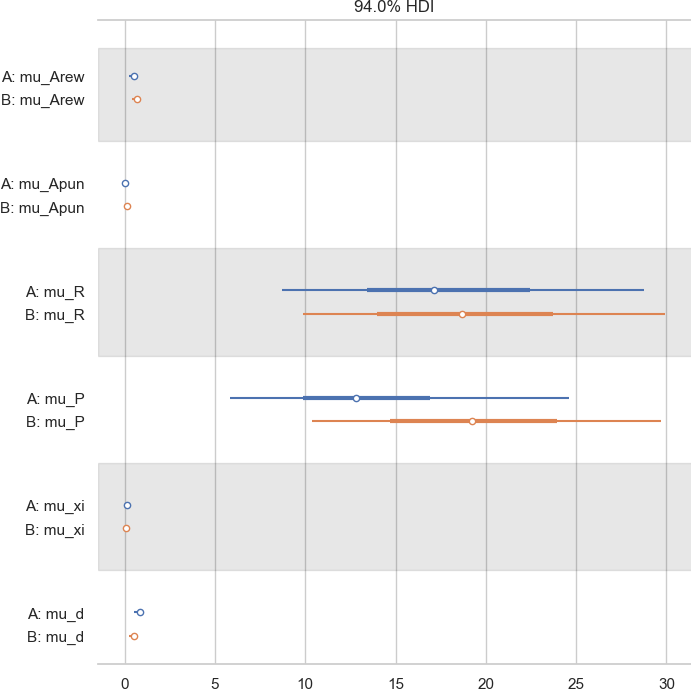 94.0% HDI
A: mu_Arew
B: mu_Arew
A: mu_Apun
B: mu_Apun
A: mu_R
B: mu_R
A: mu_P
B: mu_P
A: mu_xi
B: mu_xi
A: mu_d
B: mu_d
0 5 10 15 20 25 30